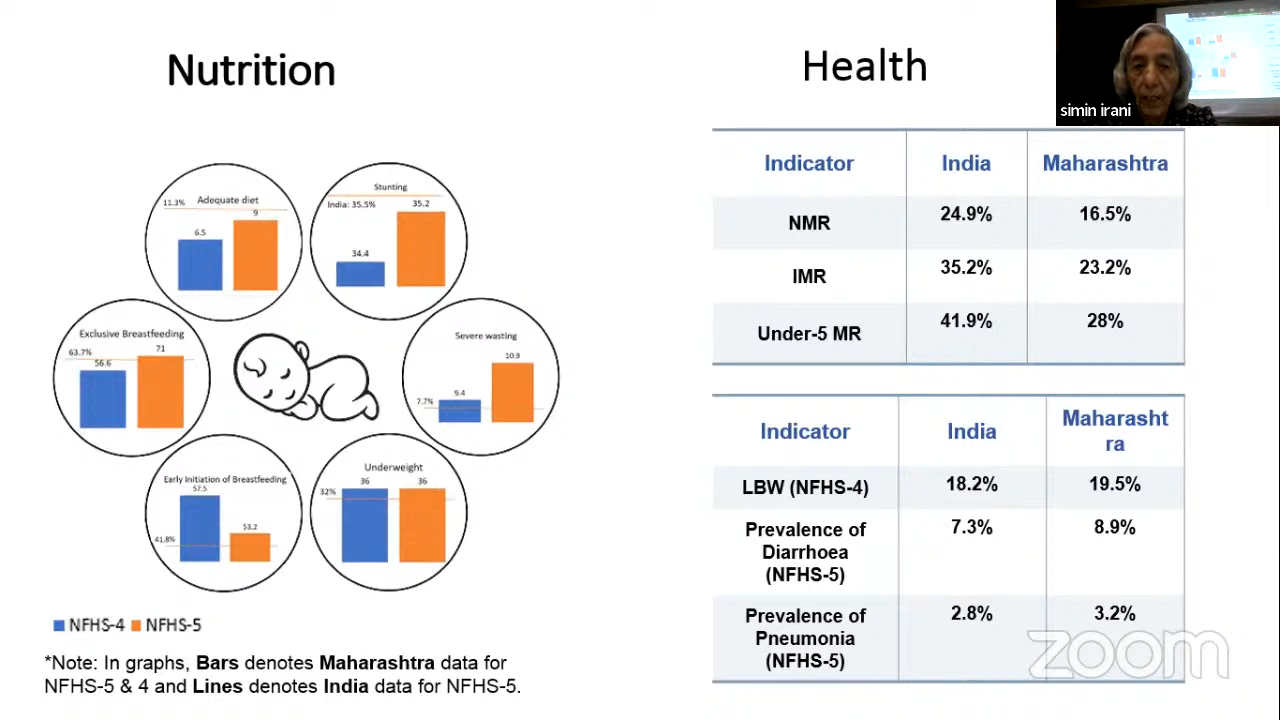 Nutrition
Adequate diet
11.3%
6.5
9
Stunting
India: 35.5%
34.4
35.2
Exclusive Breastfeeding
63.7%
56.6
71
Severe wasting
7.7%
9.4
10.9
Early Initiation of Breastfeeding
57.5
53.2
41.8%
Underweight
32%
36
36
NFHS-4 NFHS-5
*Note: In graphs, Bars denotes Maharashtra data for
NFHS-5 & 4 and Lines denotes India data for NFHS-5.
Health
simin irani
Indicator India Maharashtra
NMR 24.9% 16.5%
IMR 35.2% 23.2%
Under-5 MR 41.9% 28%
Indicator India Maharasht
ra
LBW (NFHS-4) 18.2% 19.5%
Prevalence of 7.3% 8.9%
Diarrhoea
(NFHS-5)
Prevalence of 2.8% 3.2%
Pneumonia
(NFHS-5)
zoom